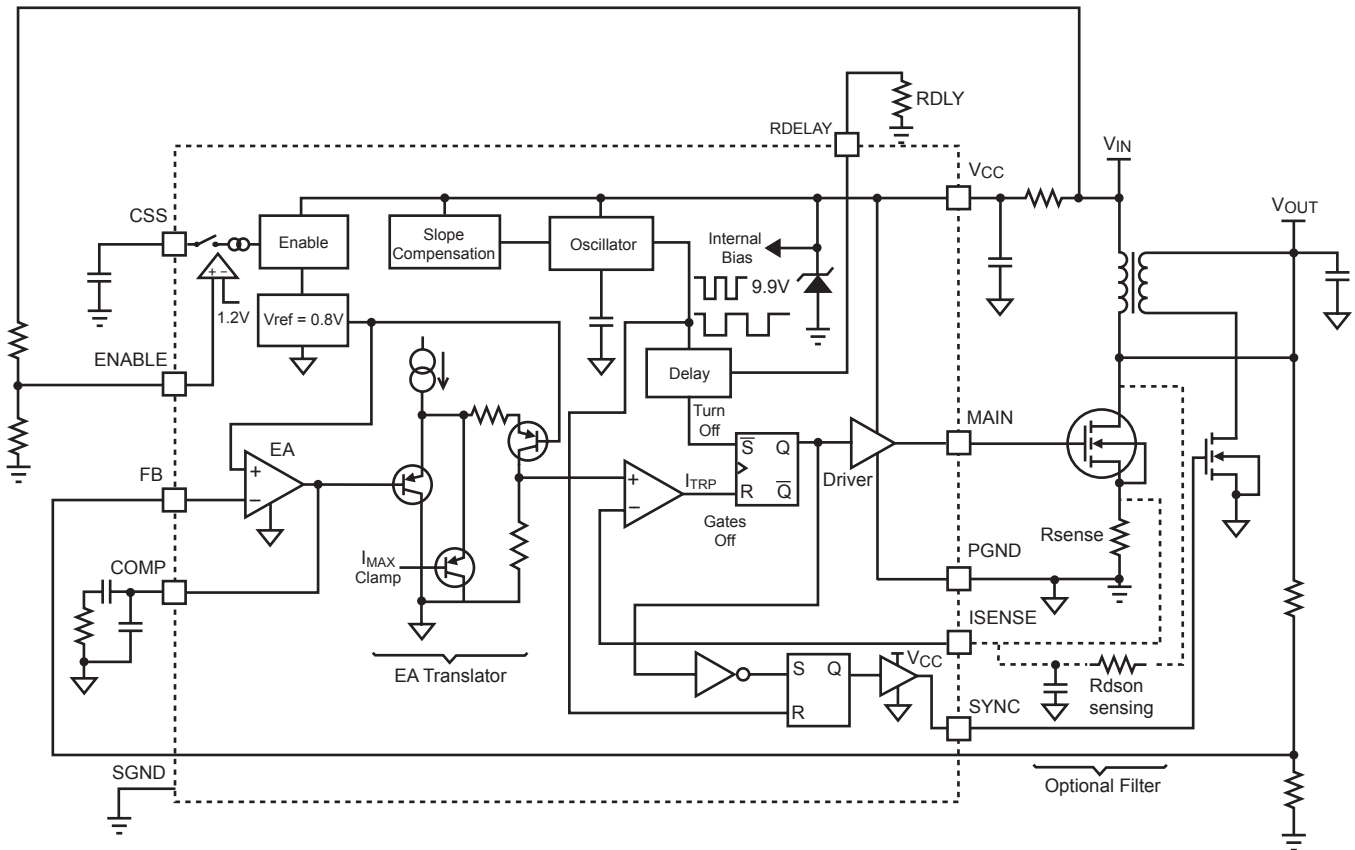 RDLY
RDELAY
VIN
VCC
VOUT
CSS
Enable
Slope
Compensation
Oscillator
Internal
Bias
9.9V
+ −
1.2V
Vref = 0.8V
ENABLE
Delay
Turn
Off
MAIN
EA
S̅ Q
+
FB
−
+
ITRP
R Q̅
Driver
−
Gates
Off
Rsense
PGND
COMP
IMAX
Clamp
ISENSE
EA Translator
S Q
VCC
R
Rdson
sensing
SYNC
SGND
Optional Filter